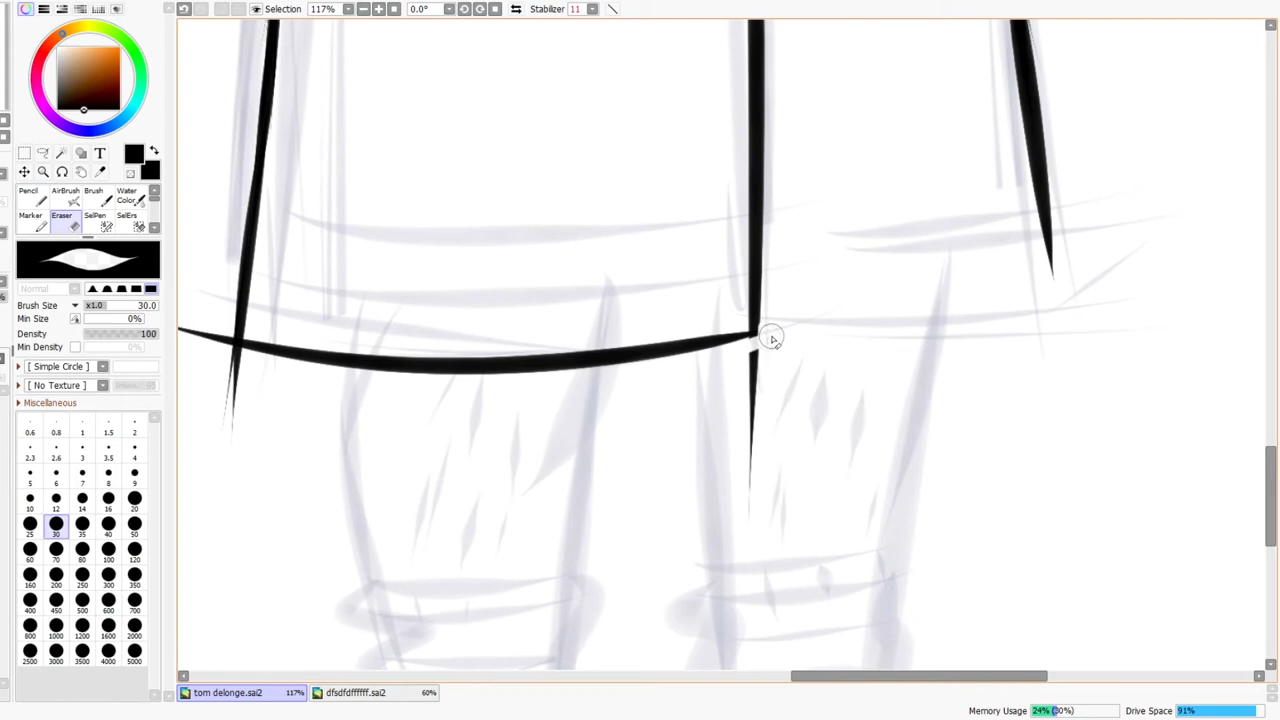 Selection 117% 0.0° Stabilizer 11
T
Pencil AirBrush Brush Water Color
Marker Eraser SelPen SelErs
Normal
Brush Size x1.0 30.0
Min Size 0%
Density 100
Min Density 0%
[ Simple Circle ]
[ No Texture ]
Miscellaneous
0.6 0.8 1 1.5 2
2.3 2.6 3 3.5 4
5 6 7 8 9
10 12 14 16 20
25 30 35 40 50
60 70 80 100 120
160 200 250 300 350
400 450 500 600 700
800 1000 1200 1600 2000
2500 3000 3500 4000 5000
tom delonge.sai2 117% dfsdfdffffff.sai2 60%
Memory Usage 24% (30%) Drive Space 91%